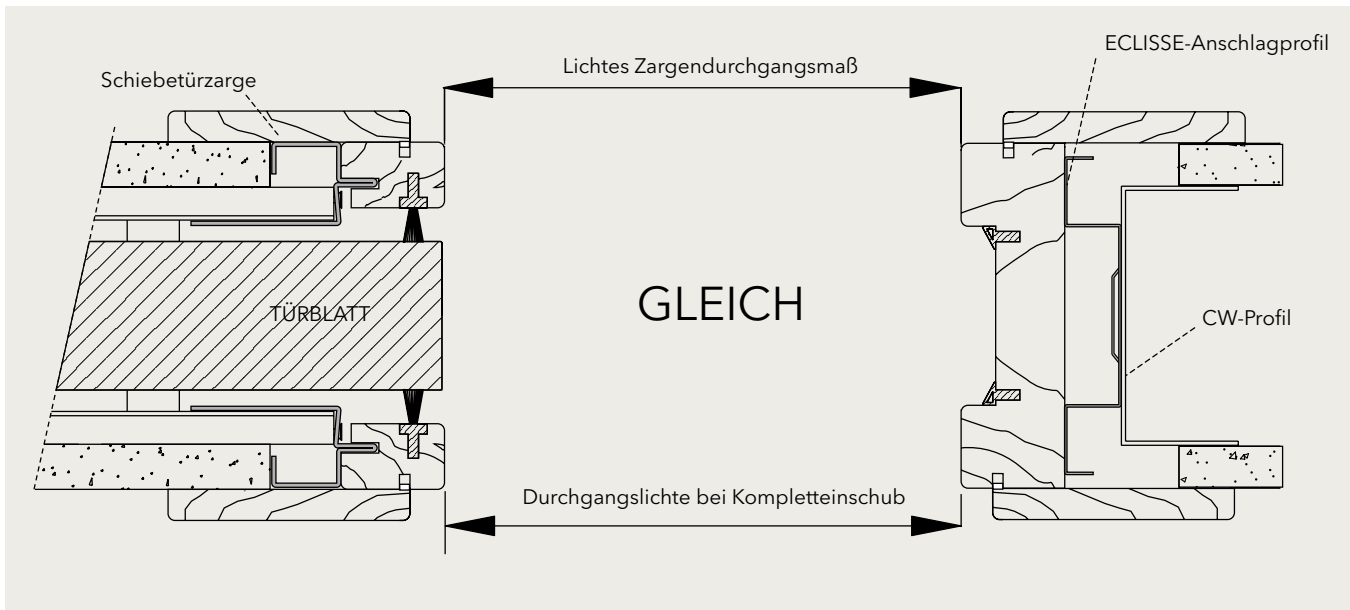 ECLISSE-Anschlagprofil
Lichtes Zargendurchgangsmaß
Schiebetürzarge
GLEICH
TÜRBLATT
CW-Profil
Durchgangslichte bei Kompletteinschub